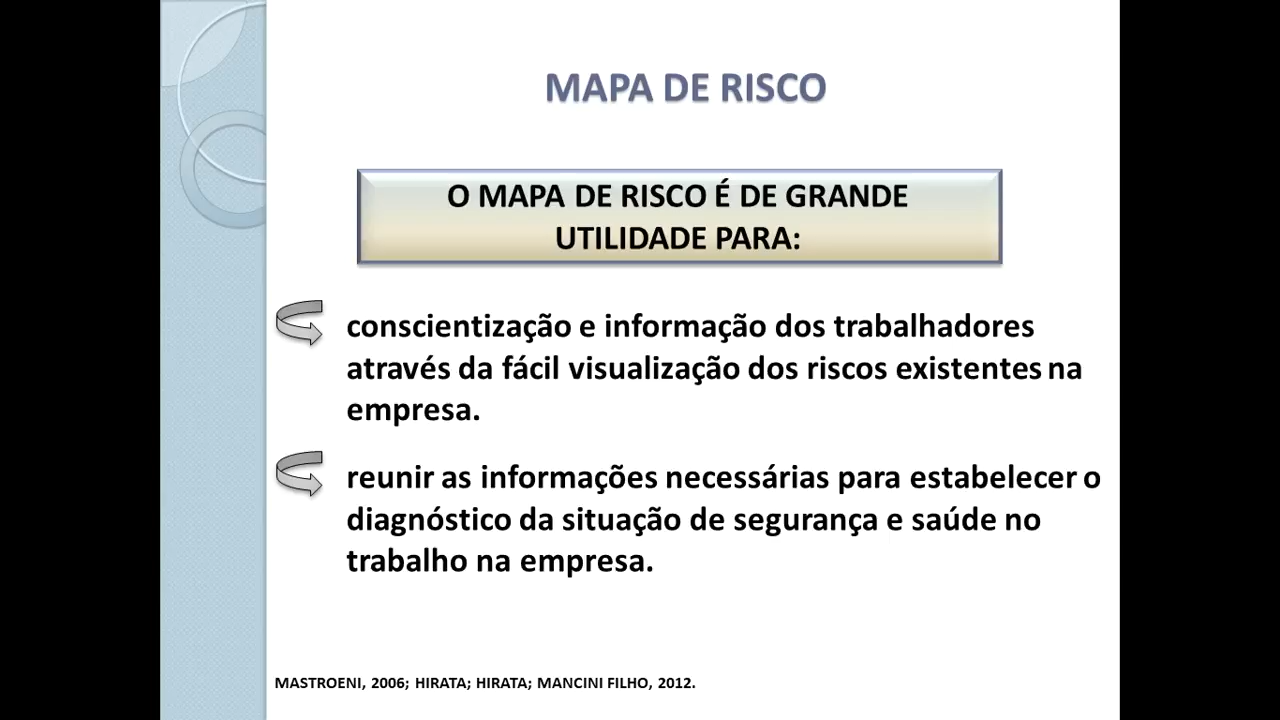 MAPA DE RISCO
O MAPA DE RISCO É DE GRANDE
UTILIDADE PARA:
conscientização e informação dos trabalhadores
através da fácil visualização dos riscos existentes na
empresa.
reunir as informações necessárias para estabelecer o
diagnóstico da situação de segurança e saúde no
trabalho na empresa.
MASTROENI, 2006; HIRATA; HIRATA; MANCINI FILHO, 2012.